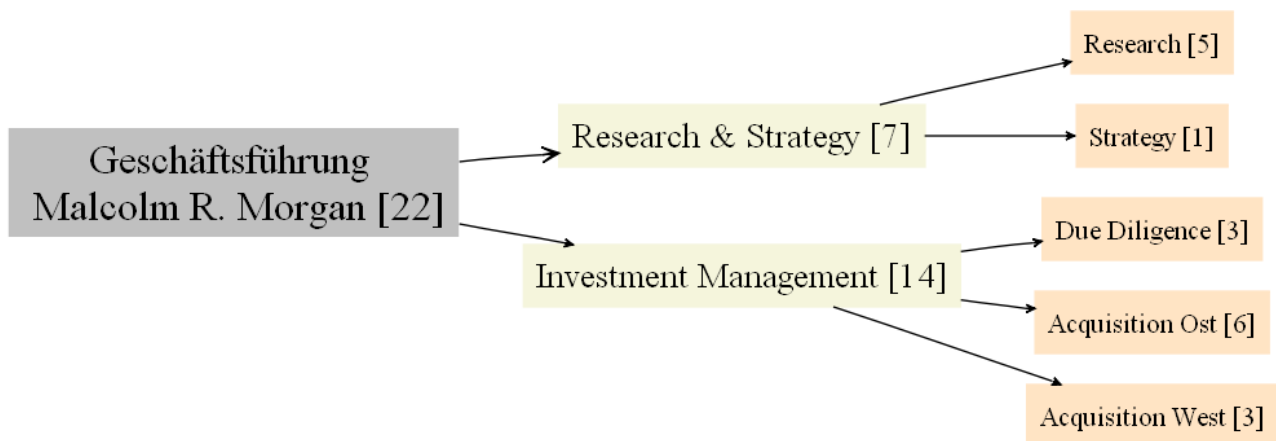 Geschäftsführung
Malcolm R. Morgan [22]
Research & Strategy [7]
Research [5]
Strategy [1]
Investment Management [14]
Due Diligence [3]
Acquisition Ost [6]
Acquisition West [3]